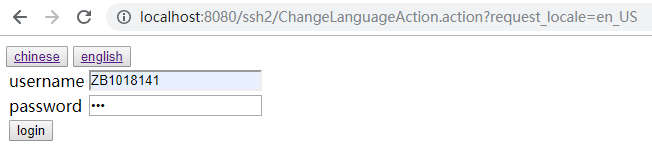 localhost:8080/ssh2/ChangeLanguageAction.action?request_locale=en_US
chinese english
username ZB1018141
password •••
login